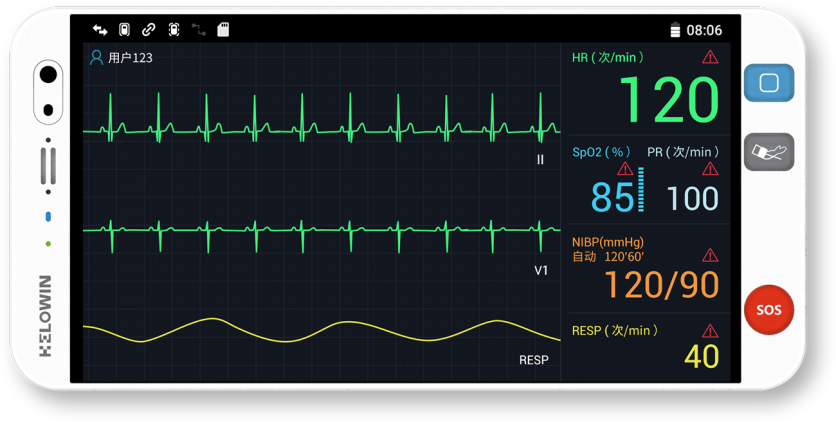 08:06
用户123
II
V1
RESP
HR ( 次/min )
120
SpO2 ( % )
PR ( 次/min )
85
100
NIBP(mmHg)
自动 120'60'
120/90
RESP ( 次/min )
40
HELOWIN
SOS